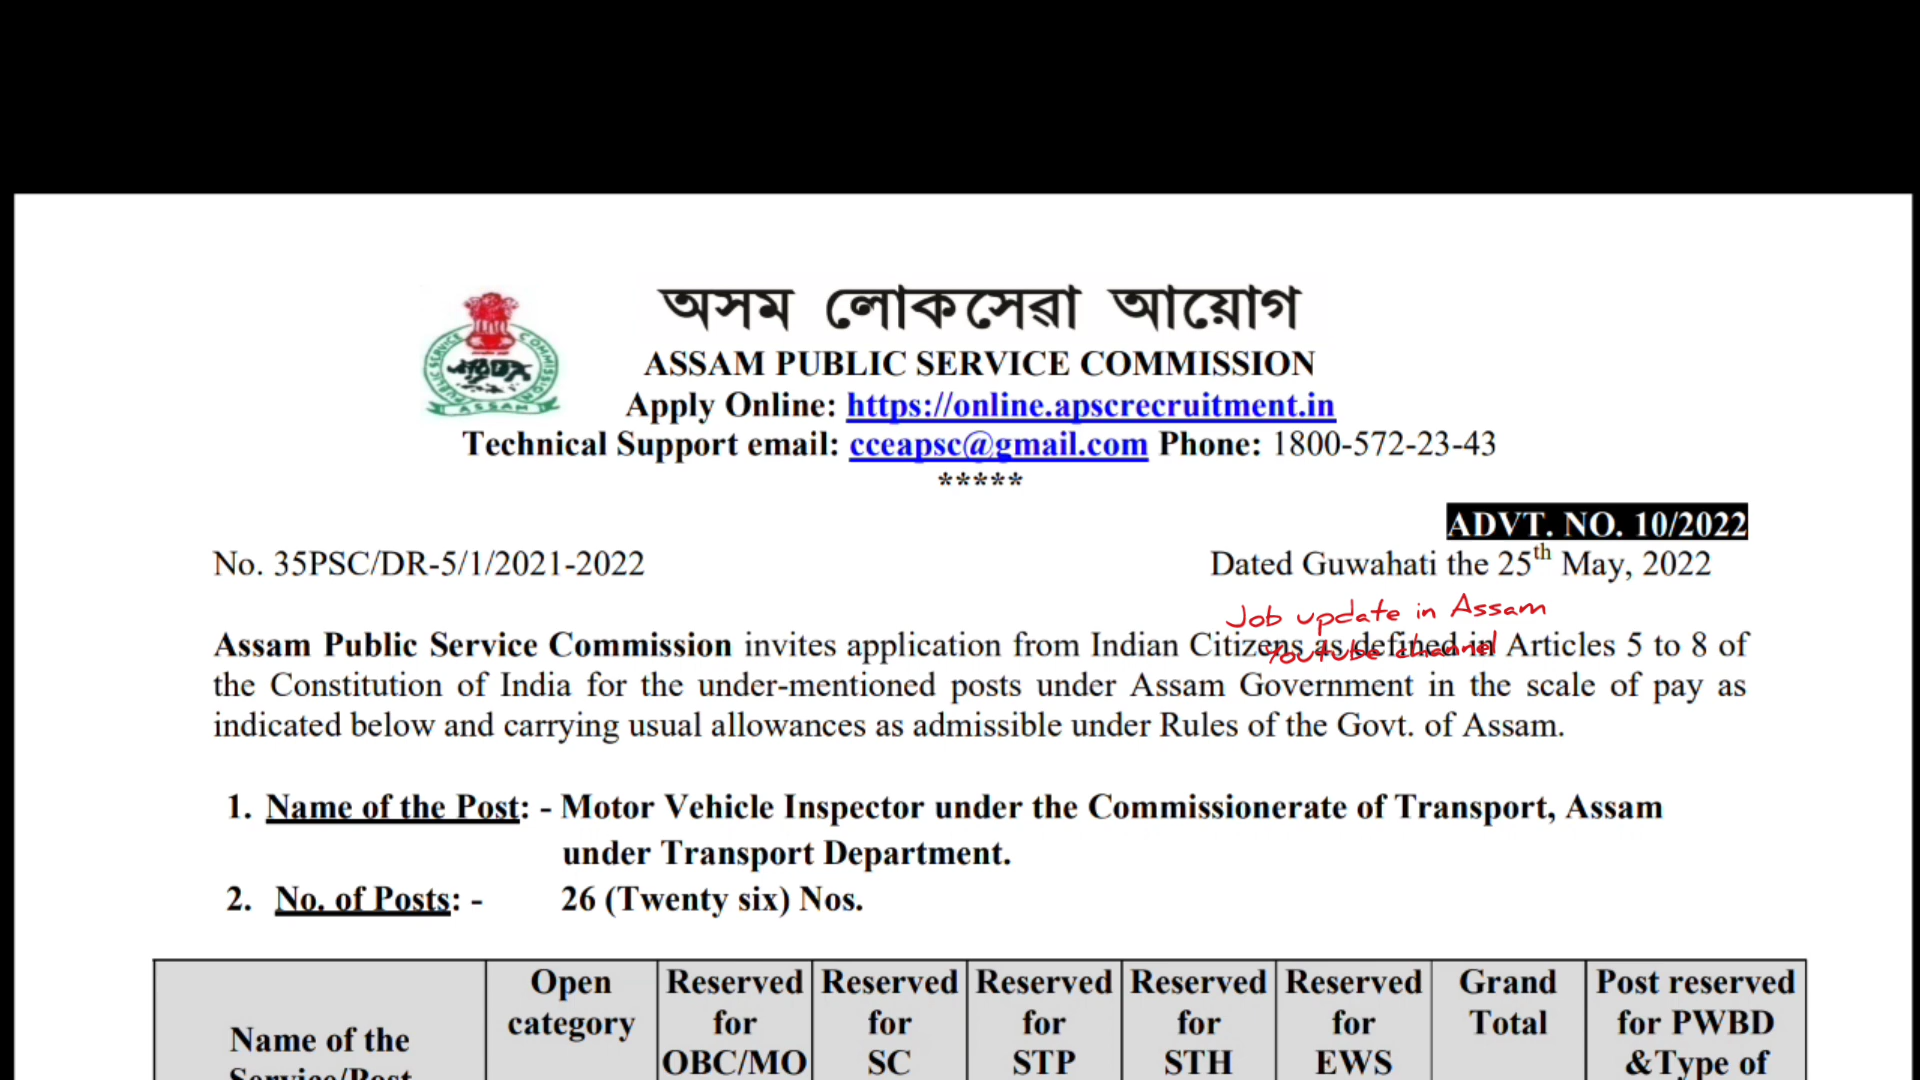 অসম লোকসেৱা আয়োগ
ASSAM PUBLIC SERVICE COMMISSION
Apply Online: https://online.apscrecruitment.in
Technical Support email: cceapsc@gmail.com Phone: 1800-572-23-43
*****
PUBLIC SERVICE COMMISSION
ASSAM
ADVT. NO. 10/2022
No. 35PSC/DR-5/1/2021-2022 Dated Guwahati the 25th May, 2022
Job update in Assam
Youtube channel
Assam Public Service Commission invites application from Indian Citizens as defined in Articles 5 to 8 of
the Constitution of India for the under-mentioned posts under Assam Government in the scale of pay as
indicated below and carrying usual allowances as admissible under Rules of the Govt. of Assam.
1. Name of the Post: - Motor Vehicle Inspector under the Commissionerate of Transport, Assam
under Transport Department.
2. No. of Posts: - 26 (Twenty six) Nos.
Open Reserved Reserved Reserved Reserved Reserved Grand Post reserved
category for for for for for Total for PWBD
Name of the OBC/MO SC STP STH EWS &Type of
Service/Post